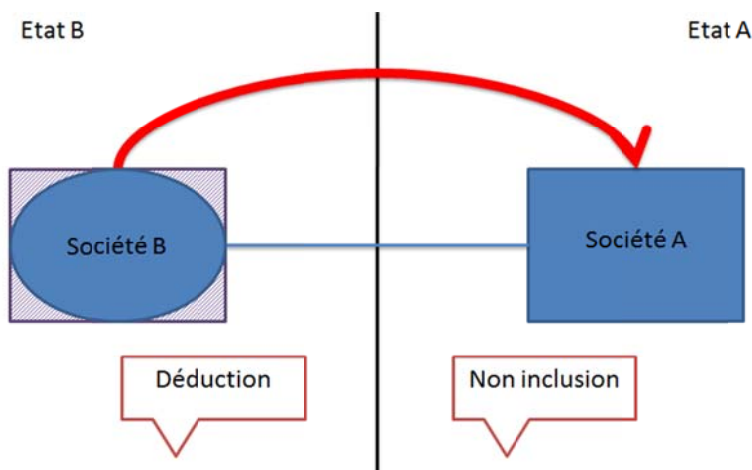 Etat B
Etat A
Société B
Société A
Déduction
Non inclusion